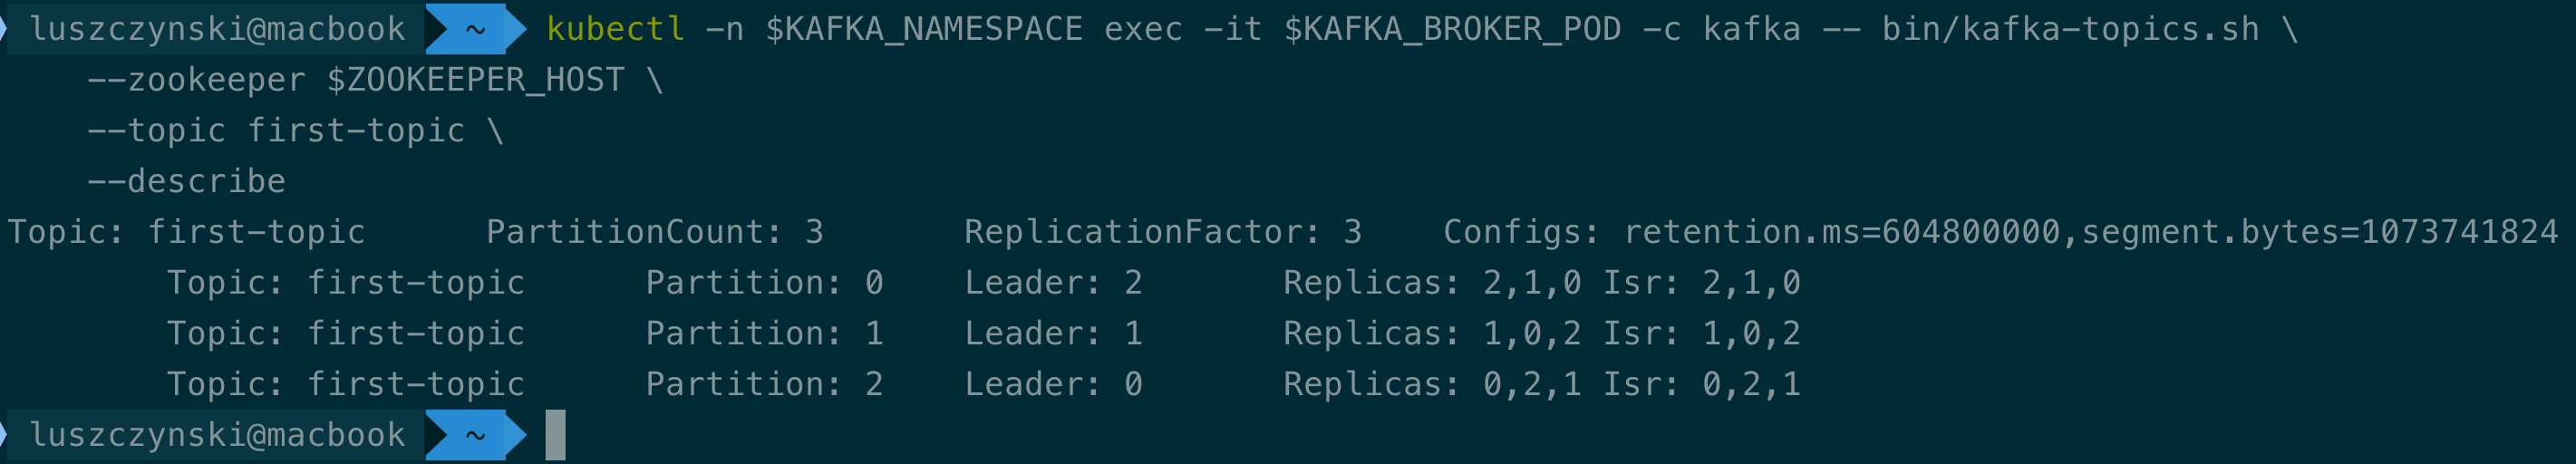 luszczynski@macbook ~ kubectl -n $KAFKA_NAMESPACE exec -it $KAFKA_BROKER_POD -c kafka -- bin/kafka-topics.sh \
--zookeeper $ZOOKEEPER_HOST \
--topic first-topic \
--describe
Topic: first-topic PartitionCount: 3 ReplicationFactor: 3 Configs: retention.ms=604800000,segment.bytes=1073741824
Topic: first-topic Partition: 0 Leader: 2 Replicas: 2,1,0 Isr: 2,1,0
Topic: first-topic Partition: 1 Leader: 1 Replicas: 1,0,2 Isr: 1,0,2
Topic: first-topic Partition: 2 Leader: 0 Replicas: 0,2,1 Isr: 0,2,1
luszczynski@macbook ~